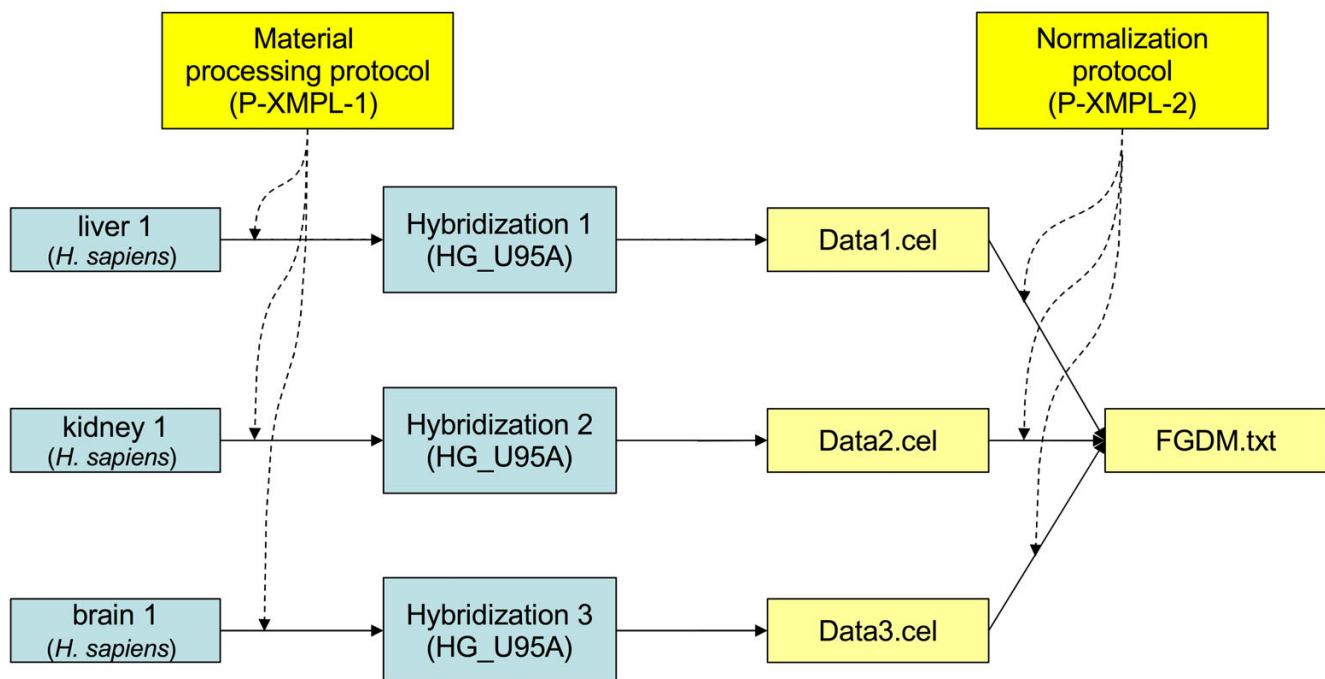 Material
processing protocol
(P-XMPL-1)
Normalization
protocol
(P-XMPL-2)
liver 1
(H. sapiens)
Hybridization 1
(HG_U95A)
Data1.cel
kidney 1
(H. sapiens)
Hybridization 2
(HG_U95A)
Data2.cel
FGDM.txt
brain 1
(H. sapiens)
Hybridization 3
(HG_U95A)
Data3.cel